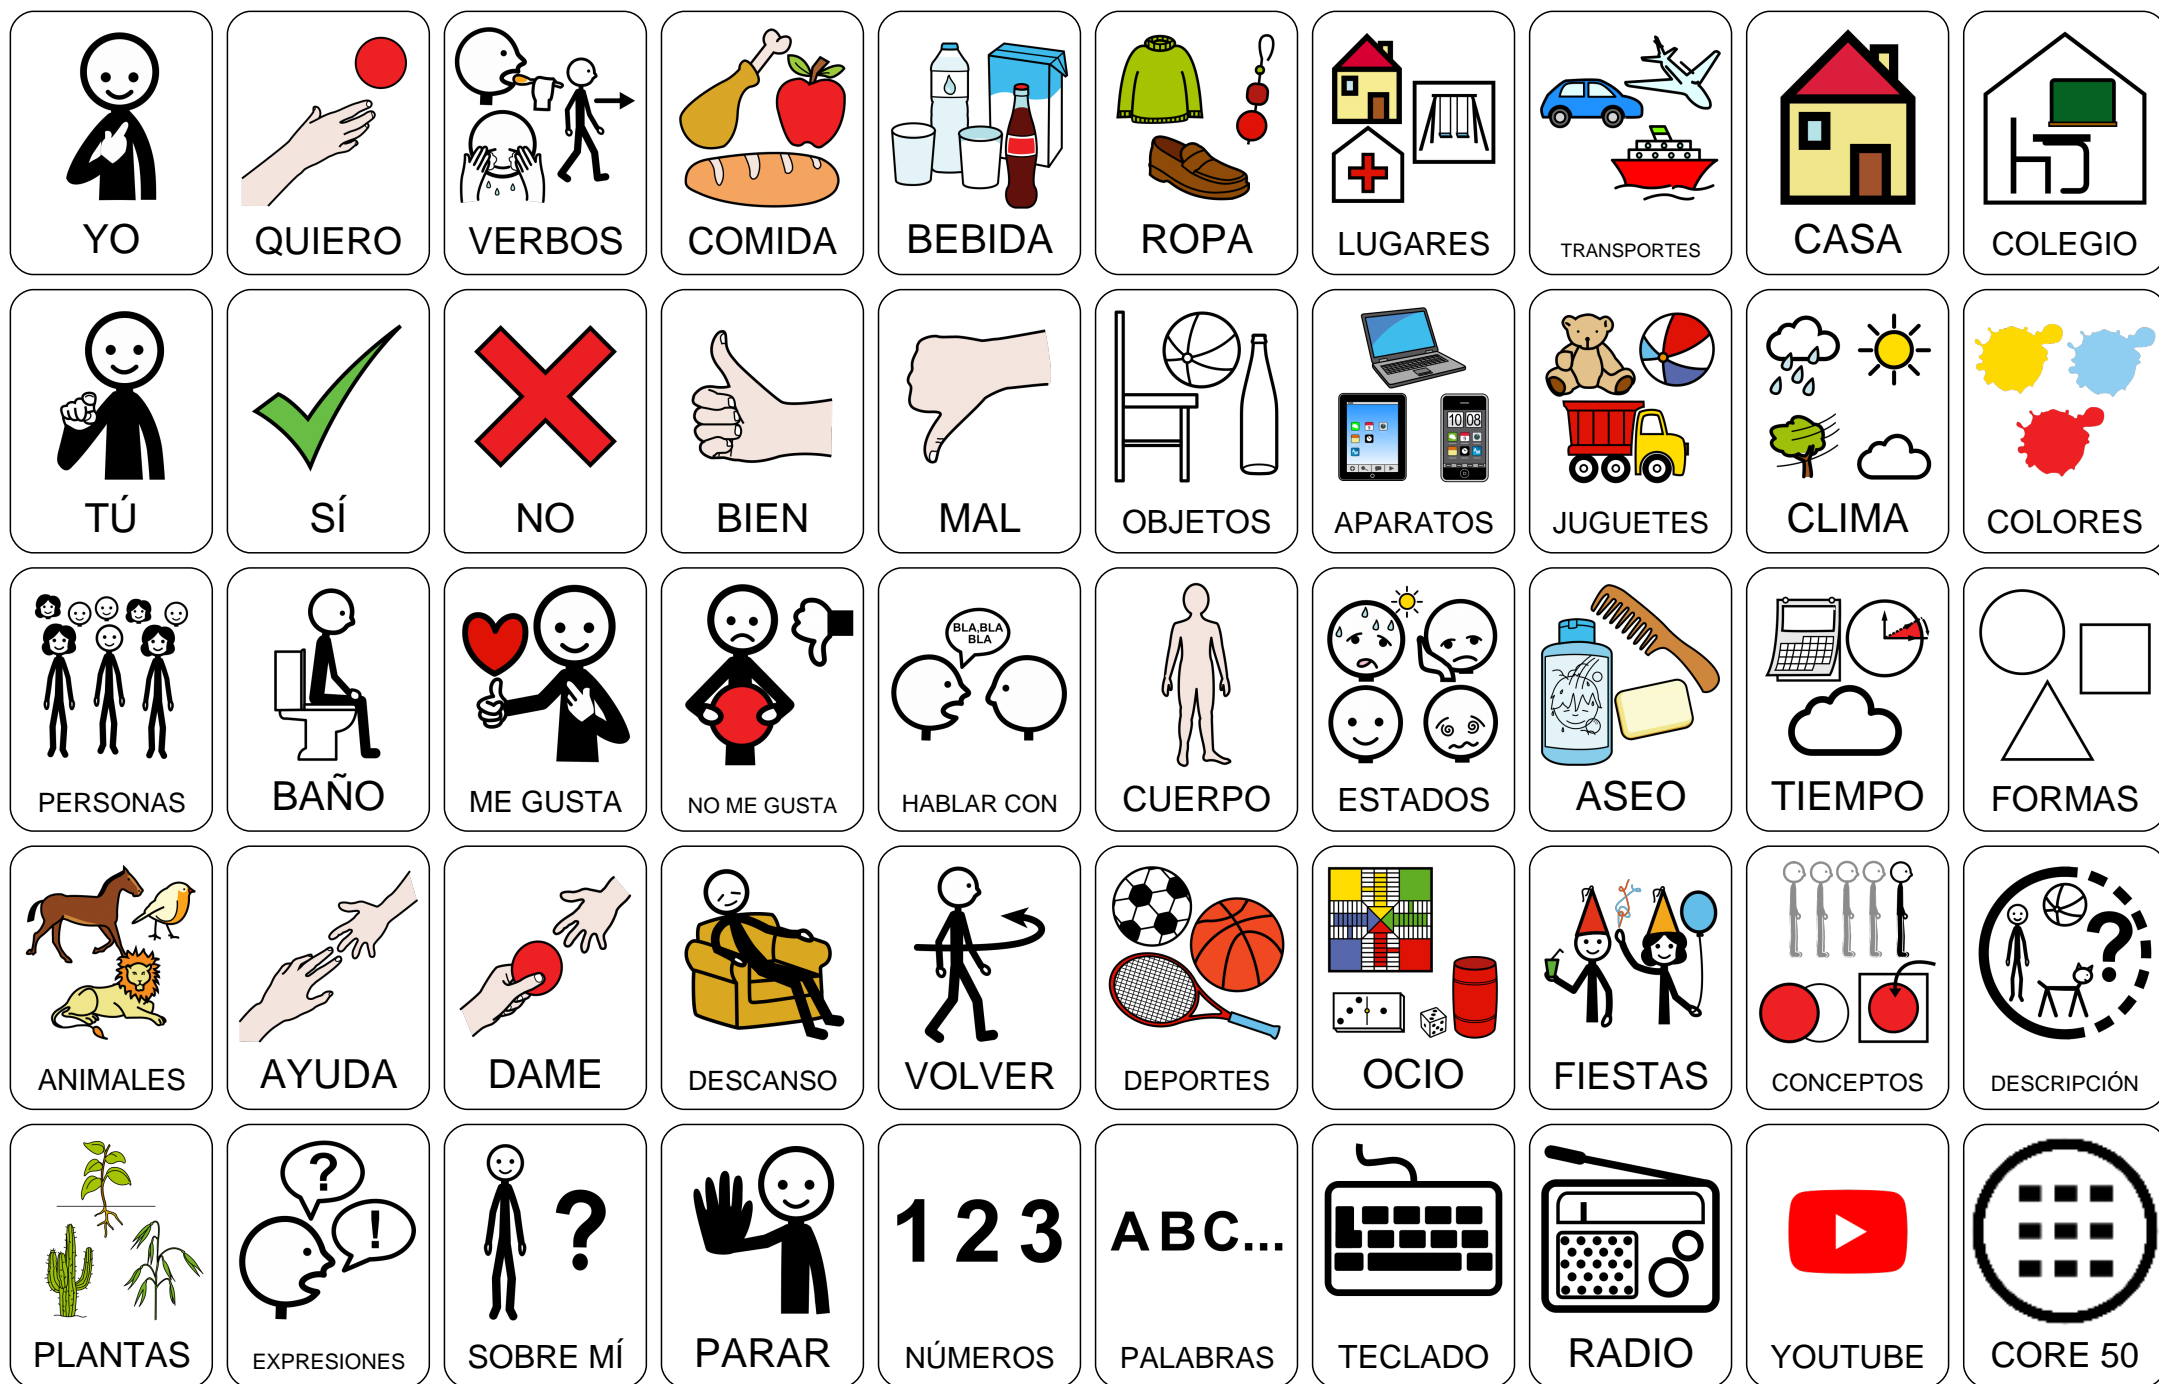 YO
QUIERO
VERBOS
COMIDA
BEBIDA
ROPA
LUGARES
TRANSPORTES
CASA
COLEGIO
TÚ
SÍ
NO
BIEN
MAL
OBJETOS
10 08
APARATOS
JUGUETES
CLIMA
COLORES
PERSONAS
BAÑO
ME GUSTA
NO ME GUSTA
BLA,BLA
BLA
HABLAR CON
CUERPO
ESTADOS
ASEO
TIEMPO
FORMAS
ANIMALES
AYUDA
DAME
DESCANSO
VOLVER
DEPORTES
OCIO
FIESTAS
CONCEPTOS
?
DESCRIPCIÓN
PLANTAS
?
!
EXPRESIONES
?
SOBRE MÍ
PARAR
1 2 3
NÚMEROS
A B C...
PALABRAS
TECLADO
RADIO
YOUTUBE
CORE 50